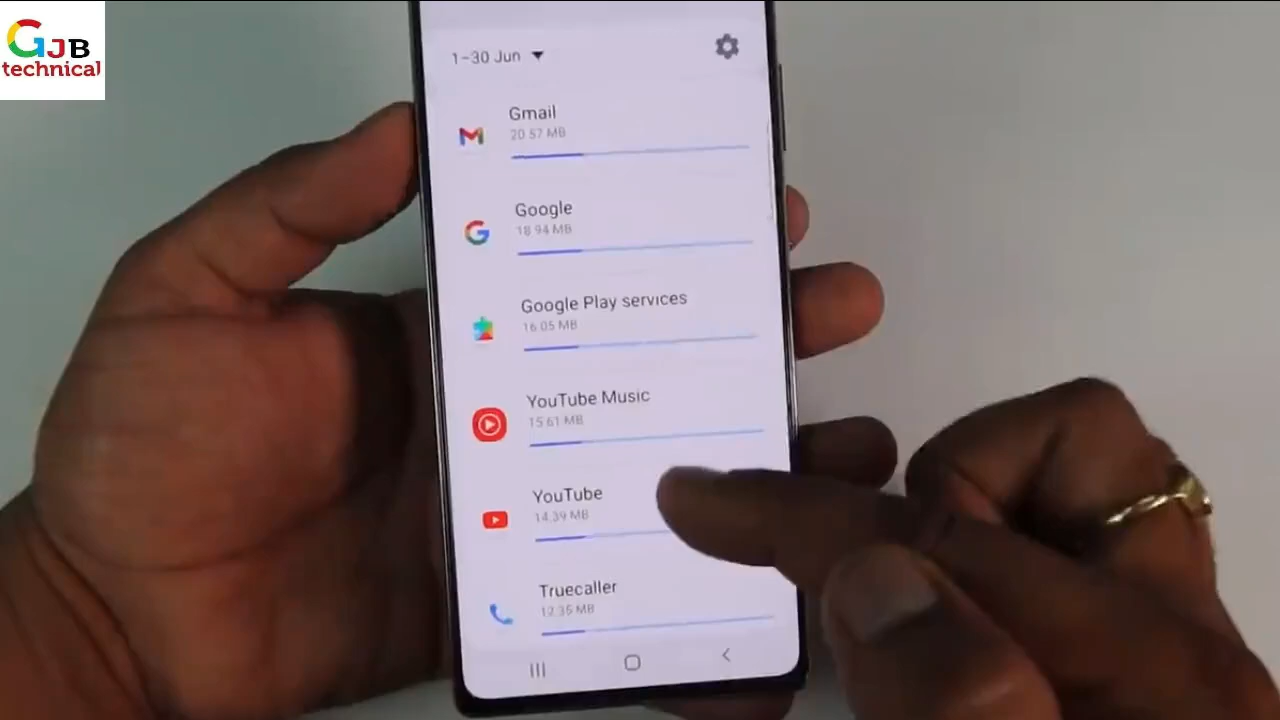 GJB
technical
1–30 Jun
Gmail
20.57 MB
Google
18.94 MB
Google Play services
16.05 MB
YouTube Music
15.61 MB
YouTube
14.39 MB
Truecaller
12.35 MB